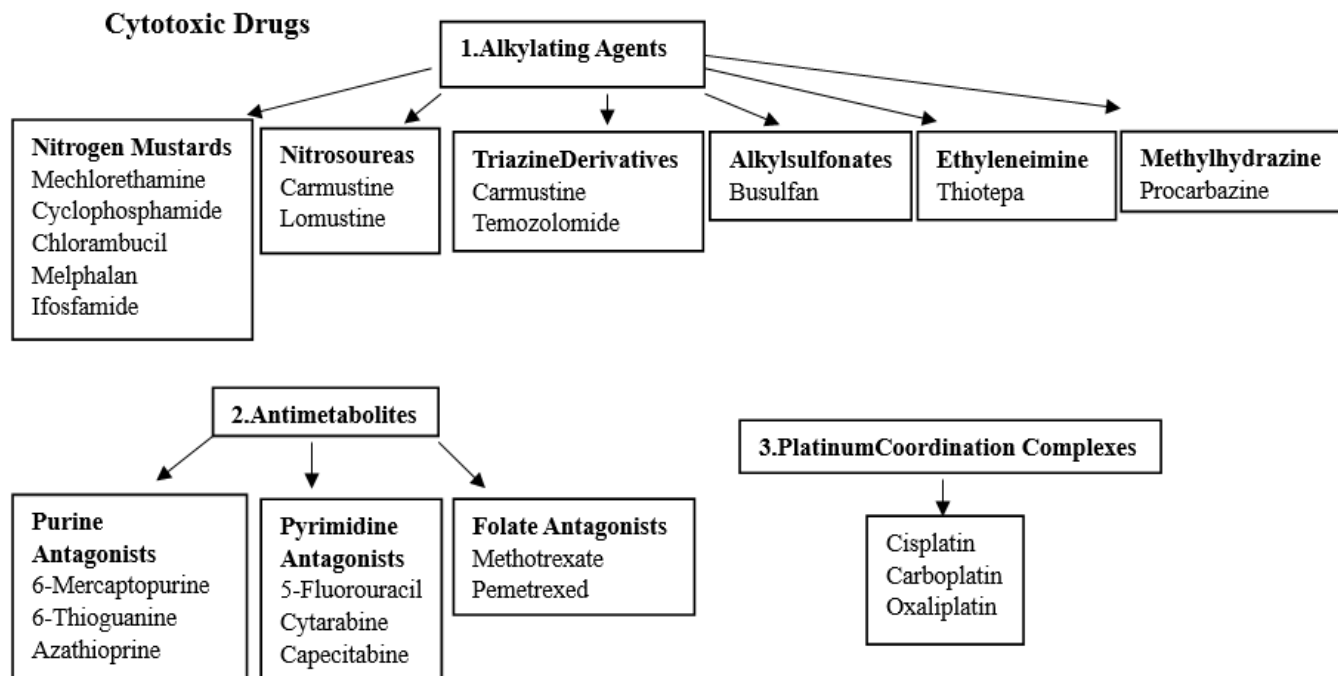 Cytotoxic Drugs
1.Alkylating Agents
Nitrogen Mustards
Mechlorethamine
Cyclophosphamide
Chlorambucil
Melphalan
Ifosfamide
Nitrosoureas
Carmustine
Lomustine
TriazineDerivatives
Carmustine
Temozolomide
Alkylsulfonates
Busulfan
Ethyleneimine
Thiotepa
Methylhydrazine
Procarbazine
2.Antimetabolites
Purine
Antagonists
6-Mercaptopurine
6-Thioguanine
Azathioprine
Pyrimidine
Antagonists
5-Fluorouracil
Cytarabine
Capecitabine
Folate Antagonists
Methotrexate
Pemetrexed
3.PlatinumCoordination Complexes
Cisplatin
Carboplatin
Oxaliplatin